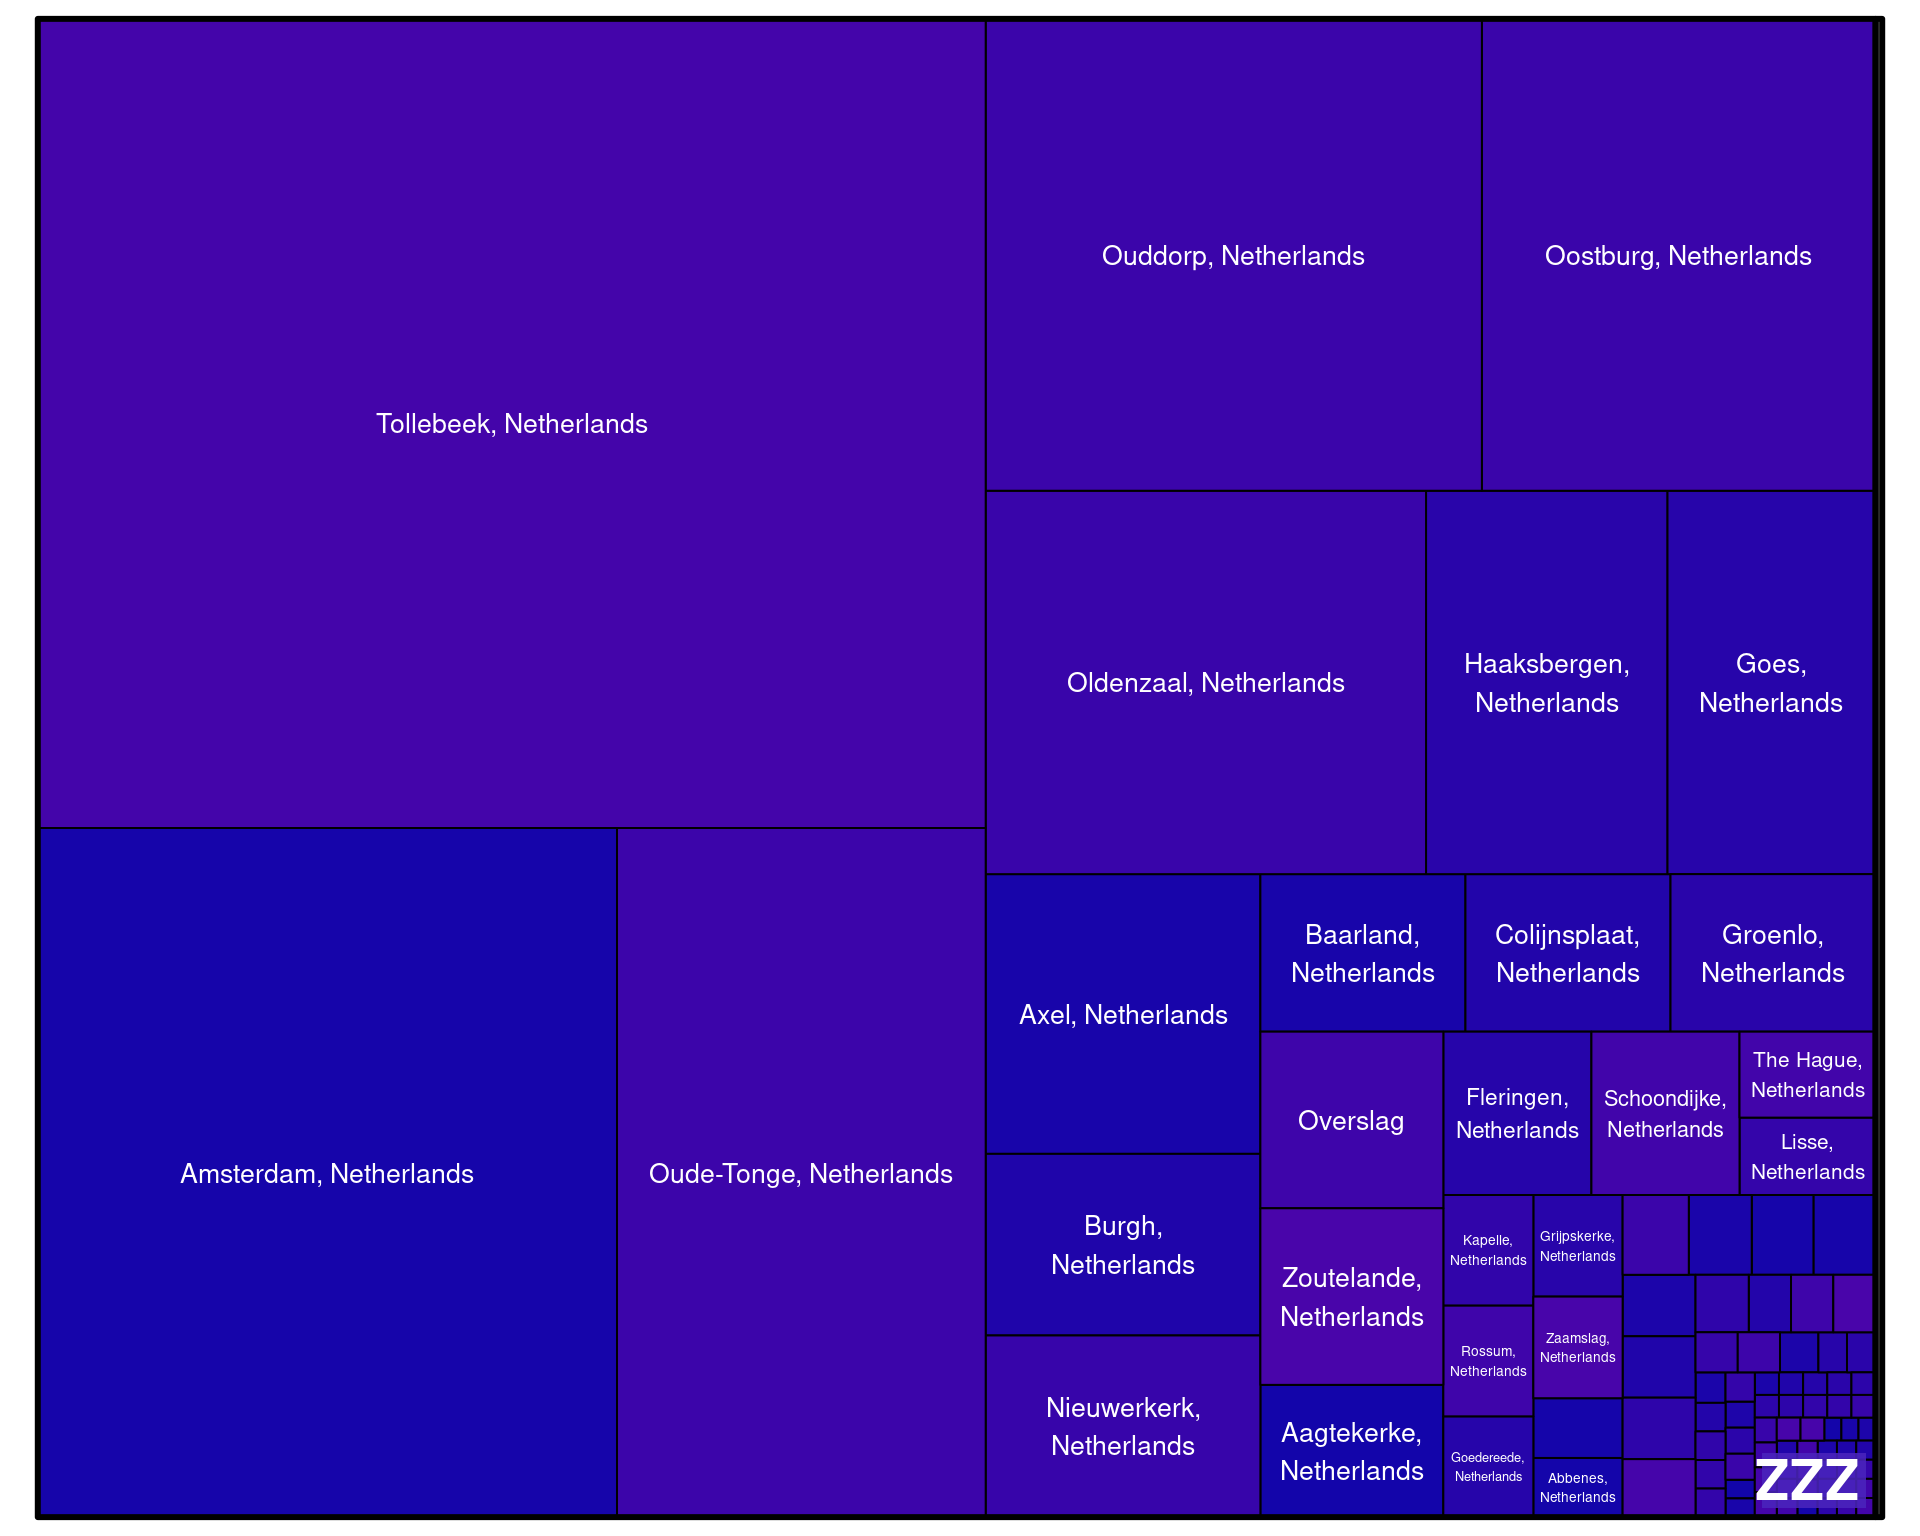 Tollebeek, Netherlands
Ouddorp, Netherlands
Oostburg, Netherlands
Oldenzaal, Netherlands
Haaksbergen,
Netherlands
Goes,
Netherlands
Amsterdam, Netherlands
Oude-Tonge, Netherlands
Axel, Netherlands
Burgh,
Netherlands
Nieuwerkerk,
Netherlands
Baarland,
Netherlands
Colijnsplaat,
Netherlands
Groenlo,
Netherlands
Overslag
Zoutelande,
Netherlands
Aagtekerke,
Netherlands
Fleringen,
Netherlands
Schoondijke,
Netherlands
The Hague,
Netherlands
Lisse,
Netherlands
Kapelle,
Netherlands
Rossum,
Netherlands
Goedereede,
Netherlands
Grijpskerke,
Netherlands
Zaamslag,
Netherlands
Abbenes,
Netherlands
ZZZ